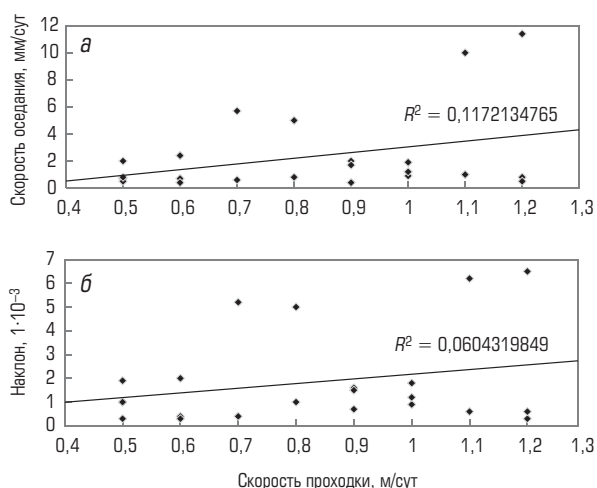 Скорость оседания, мм/сут
12
10
8
6
4
2
0
а
R² = 0,1172134765
0,4 0,5 0,6 0,7 0,8 0,9 1 1,1 1,2 1,3
Наклон, 1·10⁻³
7
6
5
4
3
2
1
0
б
R² = 0,0604319849
0,4 0,5 0,6 0,7 0,8 0,9 1 1,1 1,2 1,3
Скорость проходки, м/сут